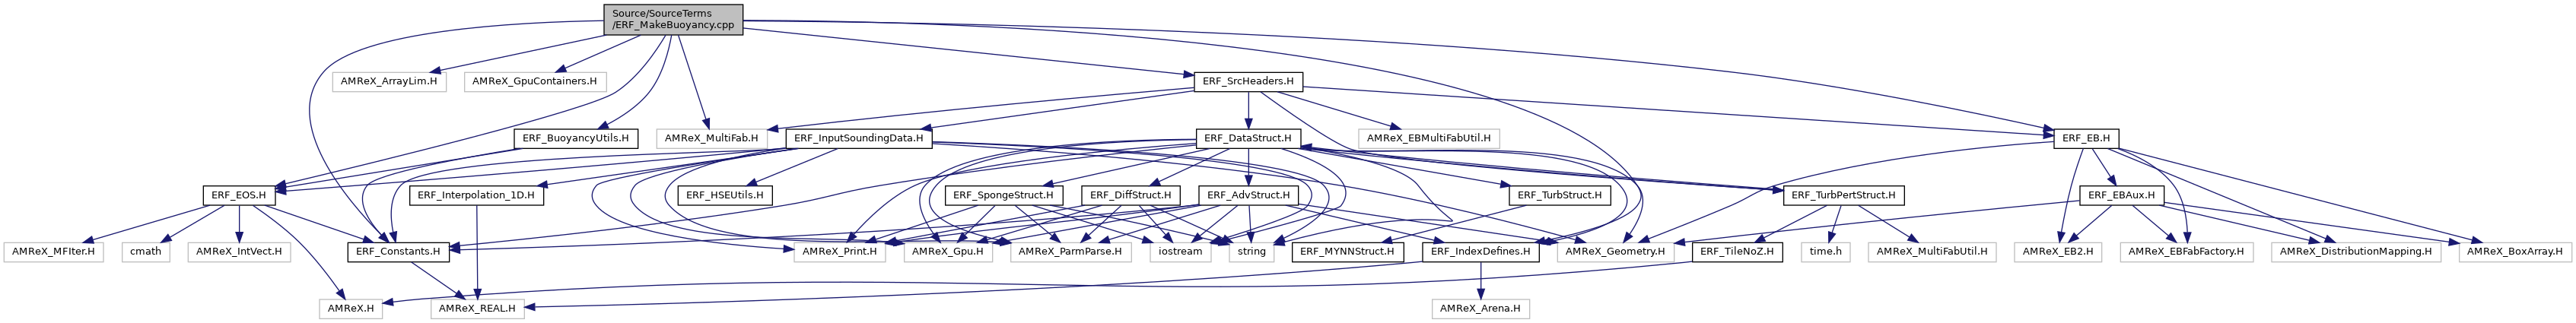 Source/SourceTerms
/ERF_MakeBuoyancy.cpp
AMReX_ArrayLim.H
AMReX_GpuContainers.H
ERF_SrcHeaders.H
ERF_BuoyancyUtils.H
AMReX_MultiFab.H
ERF_InputSoundingData.H
ERF_DataStruct.H
AMReX_EBMultiFabUtil.H
ERF_EB.H
ERF_EOS.H
ERF_Interpolation_1D.H
ERF_HSEUtils.H
ERF_SpongeStruct.H
ERF_DiffStruct.H
ERF_AdvStruct.H
ERF_TurbStruct.H
ERF_TurbPertStruct.H
ERF_EBAux.H
AMReX_MFIter.H
cmath
AMReX_IntVect.H
ERF_Constants.H
AMReX_Print.H
AMReX_Gpu.H
AMReX_ParmParse.H
iostream
string
ERF_MYNNStruct.H
ERF_IndexDefines.H
AMReX_Geometry.H
ERF_TileNoZ.H
time.h
AMReX_MultiFabUtil.H
AMReX_EB2.H
AMReX_EBFabFactory.H
AMReX_DistributionMapping.H
AMReX_BoxArray.H
AMReX.H
AMReX_REAL.H
AMReX_Arena.H